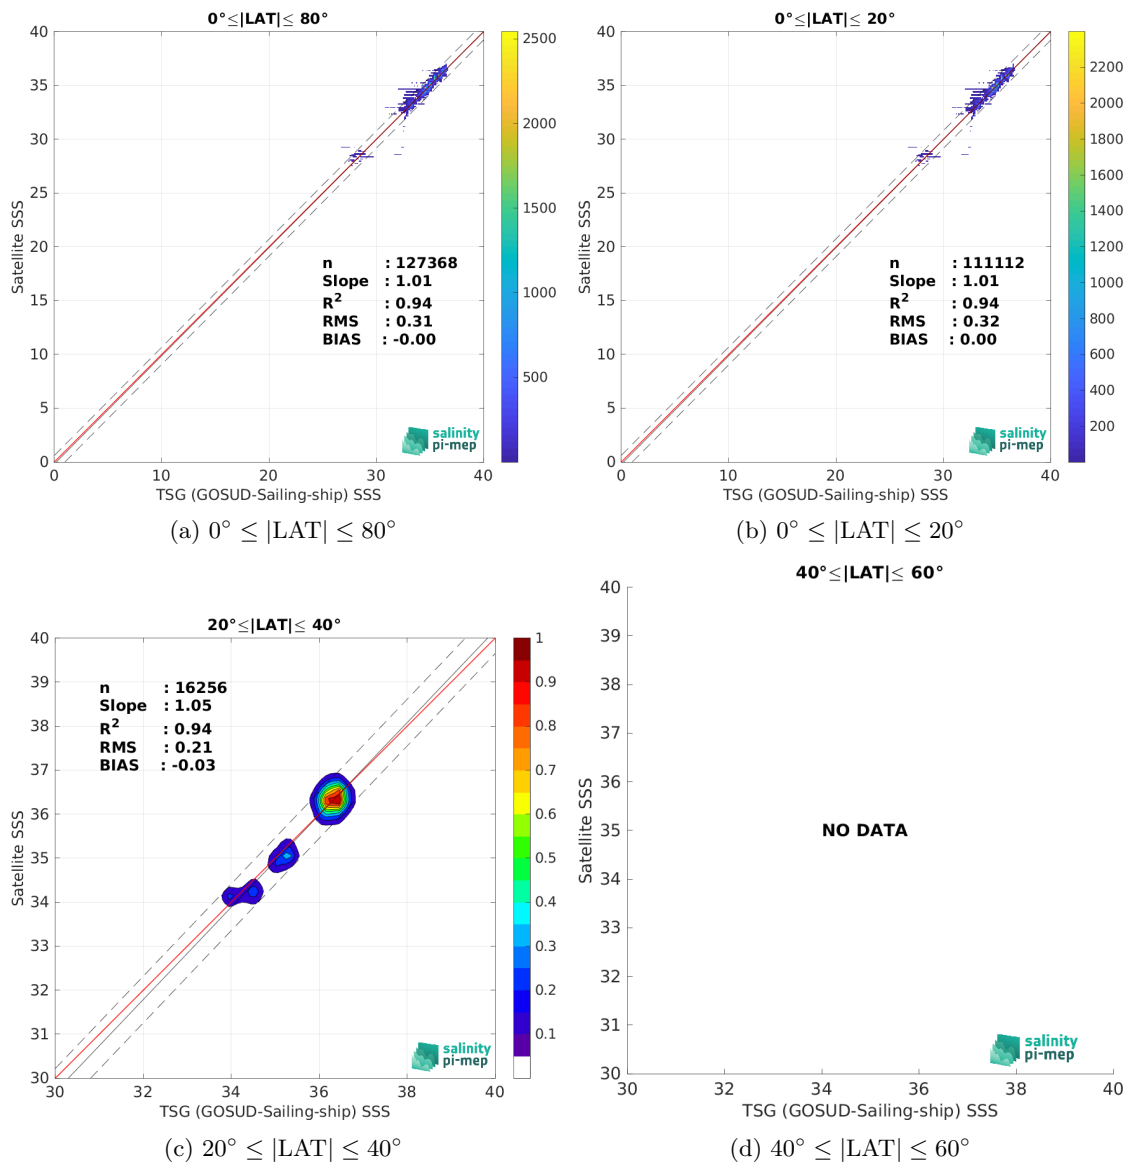 0°≤|LAT|≤ 80°
40
35
30
25
20
15
10
5
0
Satellite SSS
n : 127368
Slope : 1.01
R² : 0.94
RMS : 0.31
BIAS : -0.00
salinity
pi-mep
0 10 20 30 40
TSG (GOSUD-Sailing-ship) SSS
2500
2000
1500
1000
500
(a) 0° ≤ |LAT| ≤ 80°
0°≤|LAT|≤ 20°
40
35
30
25
20
15
10
5
0
Satellite SSS
n : 111112
Slope : 1.01
R² : 0.94
RMS : 0.32
BIAS : 0.00
salinity
pi-mep
0 10 20 30 40
TSG (GOSUD-Sailing-ship) SSS
2200
2000
1800
1600
1400
1200
1000
800
600
400
200
(b) 0° ≤ |LAT| ≤ 20°
20°≤|LAT|≤ 40°
40
39
38
37
36
35
34
33
32
31
30
Satellite SSS
n : 16256
Slope : 1.05
R² : 0.94
RMS : 0.21
BIAS : -0.03
salinity
pi-mep
30 32 34 36 38 40
TSG (GOSUD-Sailing-ship) SSS
1
0.9
0.8
0.7
0.6
0.5
0.4
0.3
0.2
0.1
(c) 20° ≤ |LAT| ≤ 40°
40°≤|LAT|≤ 60°
40
39
38
37
36
35
34
33
32
31
30
Satellite SSS
NO DATA
salinity
pi-mep
30 32 34 36 38 40
TSG (GOSUD-Sailing-ship) SSS
(d) 40° ≤ |LAT| ≤ 60°